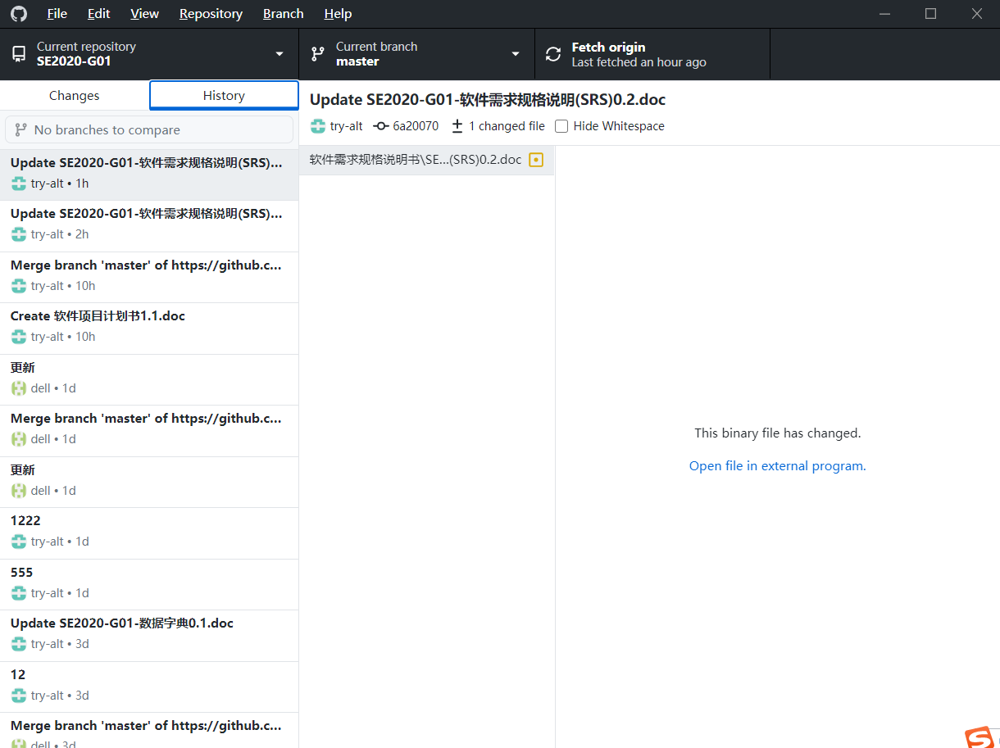 File Edit View Repository Branch Help
Current repository
SE2020-G01
Current branch
master
Fetch origin
Last fetched an hour ago
Changes
History
No branches to compare
Update SE2020-G01-软件需求规格说明(SRS)...
try-alt • 1h
Update SE2020-G01-软件需求规格说明(SRS)...
try-alt • 2h
Merge branch 'master' of https://github.c...
try-alt • 10h
Create 软件项目计划书1.1.doc
try-alt • 10h
更新
dell • 1d
Merge branch 'master' of https://github.c...
dell • 1d
更新
dell • 1d
1222
try-alt • 1d
555
try-alt • 1d
Update SE2020-G01-数据字典0.1.doc
try-alt • 3d
12
try-alt • 3d
Merge branch 'master' of https://github.c...
dell • 3d
Update SE2020-G01-软件需求规格说明(SRS)0.2.doc
try-alt 6a20070 1 changed file Hide Whitespace
软件需求规格说明书\SE...(SRS)0.2.doc
This binary file has changed.
Open file in external program.